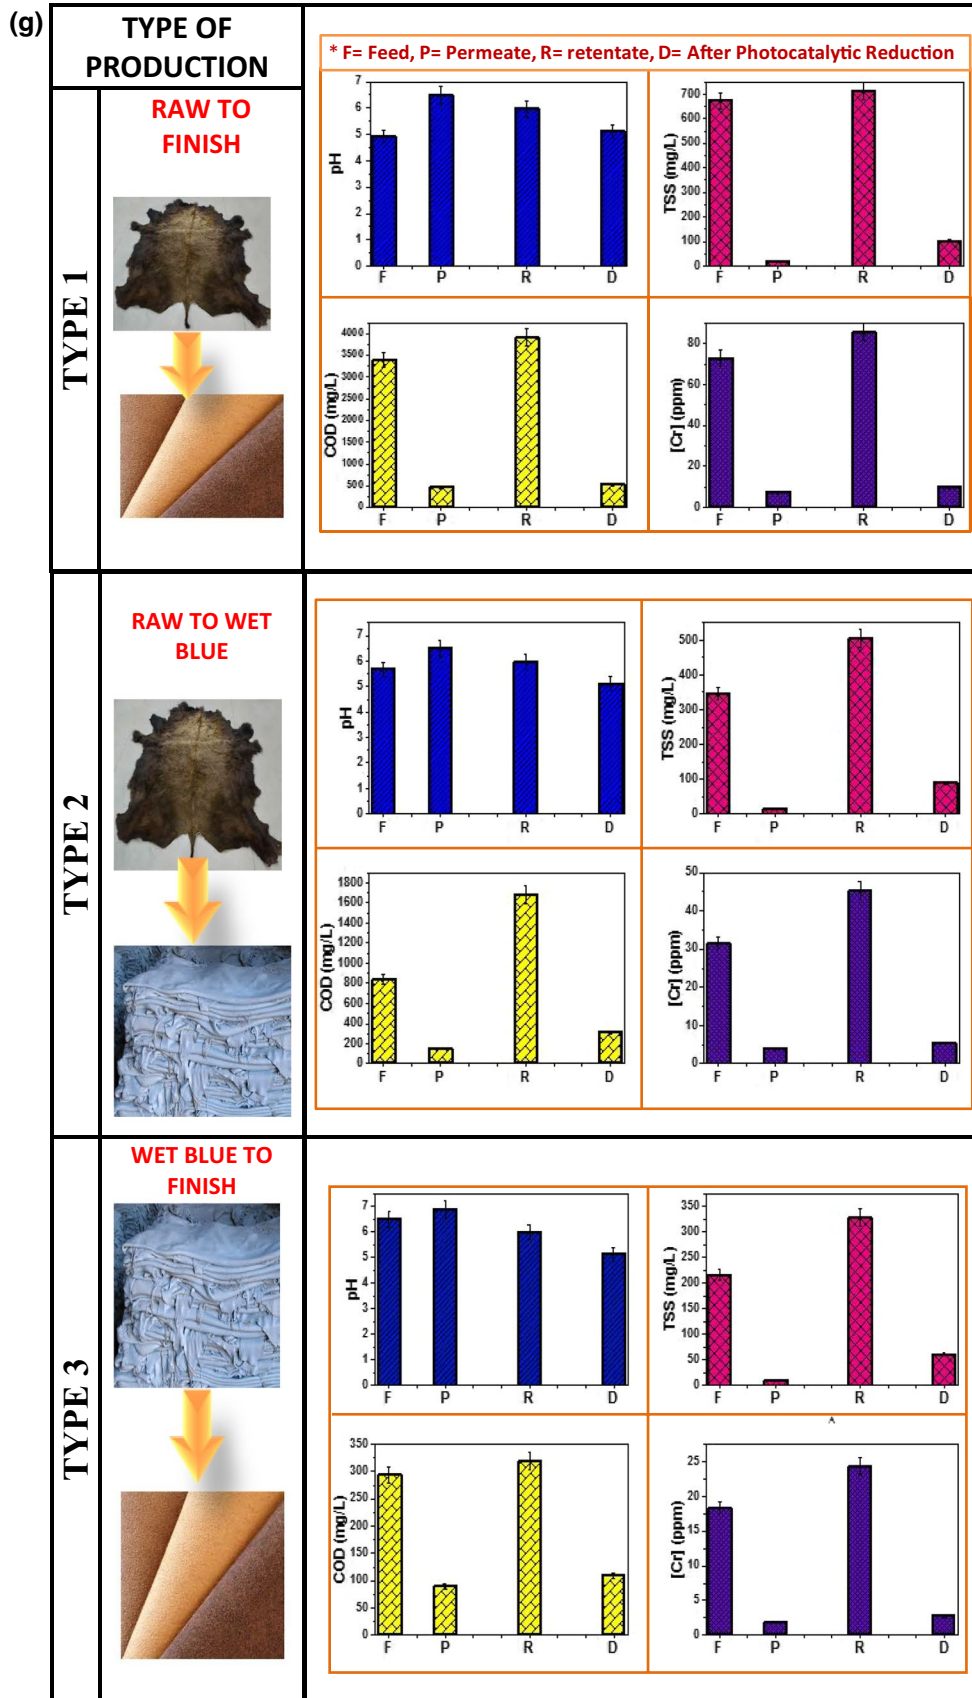 (g)
TYPE OF
PRODUCTION
* F= Feed, P= Permeate, R= retentate, D= After Photocatalytic Reduction
TYPE 1
RAW TO
FINISH
7
6
5
4
3
2
1
0
pH
F P R D
700
600
500
400
300
200
100
0
TSS (mg/L)
F P R D
4000
3500
3000
2500
2000
1500
1000
500
0
COD (mg/L)
F P R D
80
60
40
20
0
[Cr] (ppm)
F P R D
TYPE 2
RAW TO WET
BLUE
7
6
5
4
3
2
1
0
pH
F P R D
500
400
300
200
100
0
TSS (mg/L)
F P R D
1800
1600
1400
1200
1000
800
600
400
200
0
COD (mg/L)
F P R D
50
40
30
20
10
0
[Cr] (ppm)
F P R D
TYPE 3
WET BLUE TO
FINISH
7
6
5
4
3
2
1
0
pH
F P R D
350
300
250
200
150
100
50
0
TSS (mg/L)
F P R D
350
300
250
200
150
100
50
0
COD (mg/L)
F P R D
A
25
20
15
10
5
0
[Cr] (ppm)
F P R D